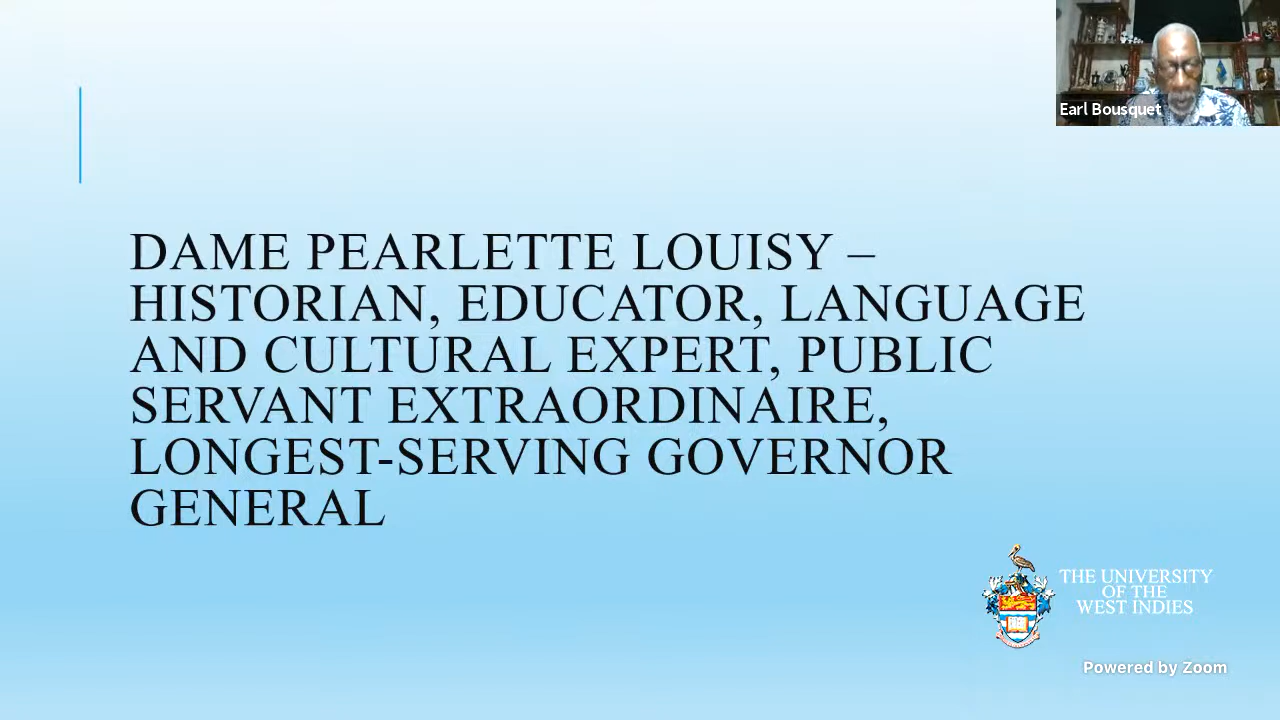 Earl Bousquet
DAME PEARLETTE LOUISY –
HISTORIAN, EDUCATOR, LANGUAGE
AND CULTURAL EXPERT, PUBLIC
SERVANT EXTRAORDINAIRE,
LONGEST-SERVING GOVERNOR
GENERAL
THE UNIVERSITY
OF THE
WEST INDIES
Powered by Zoom